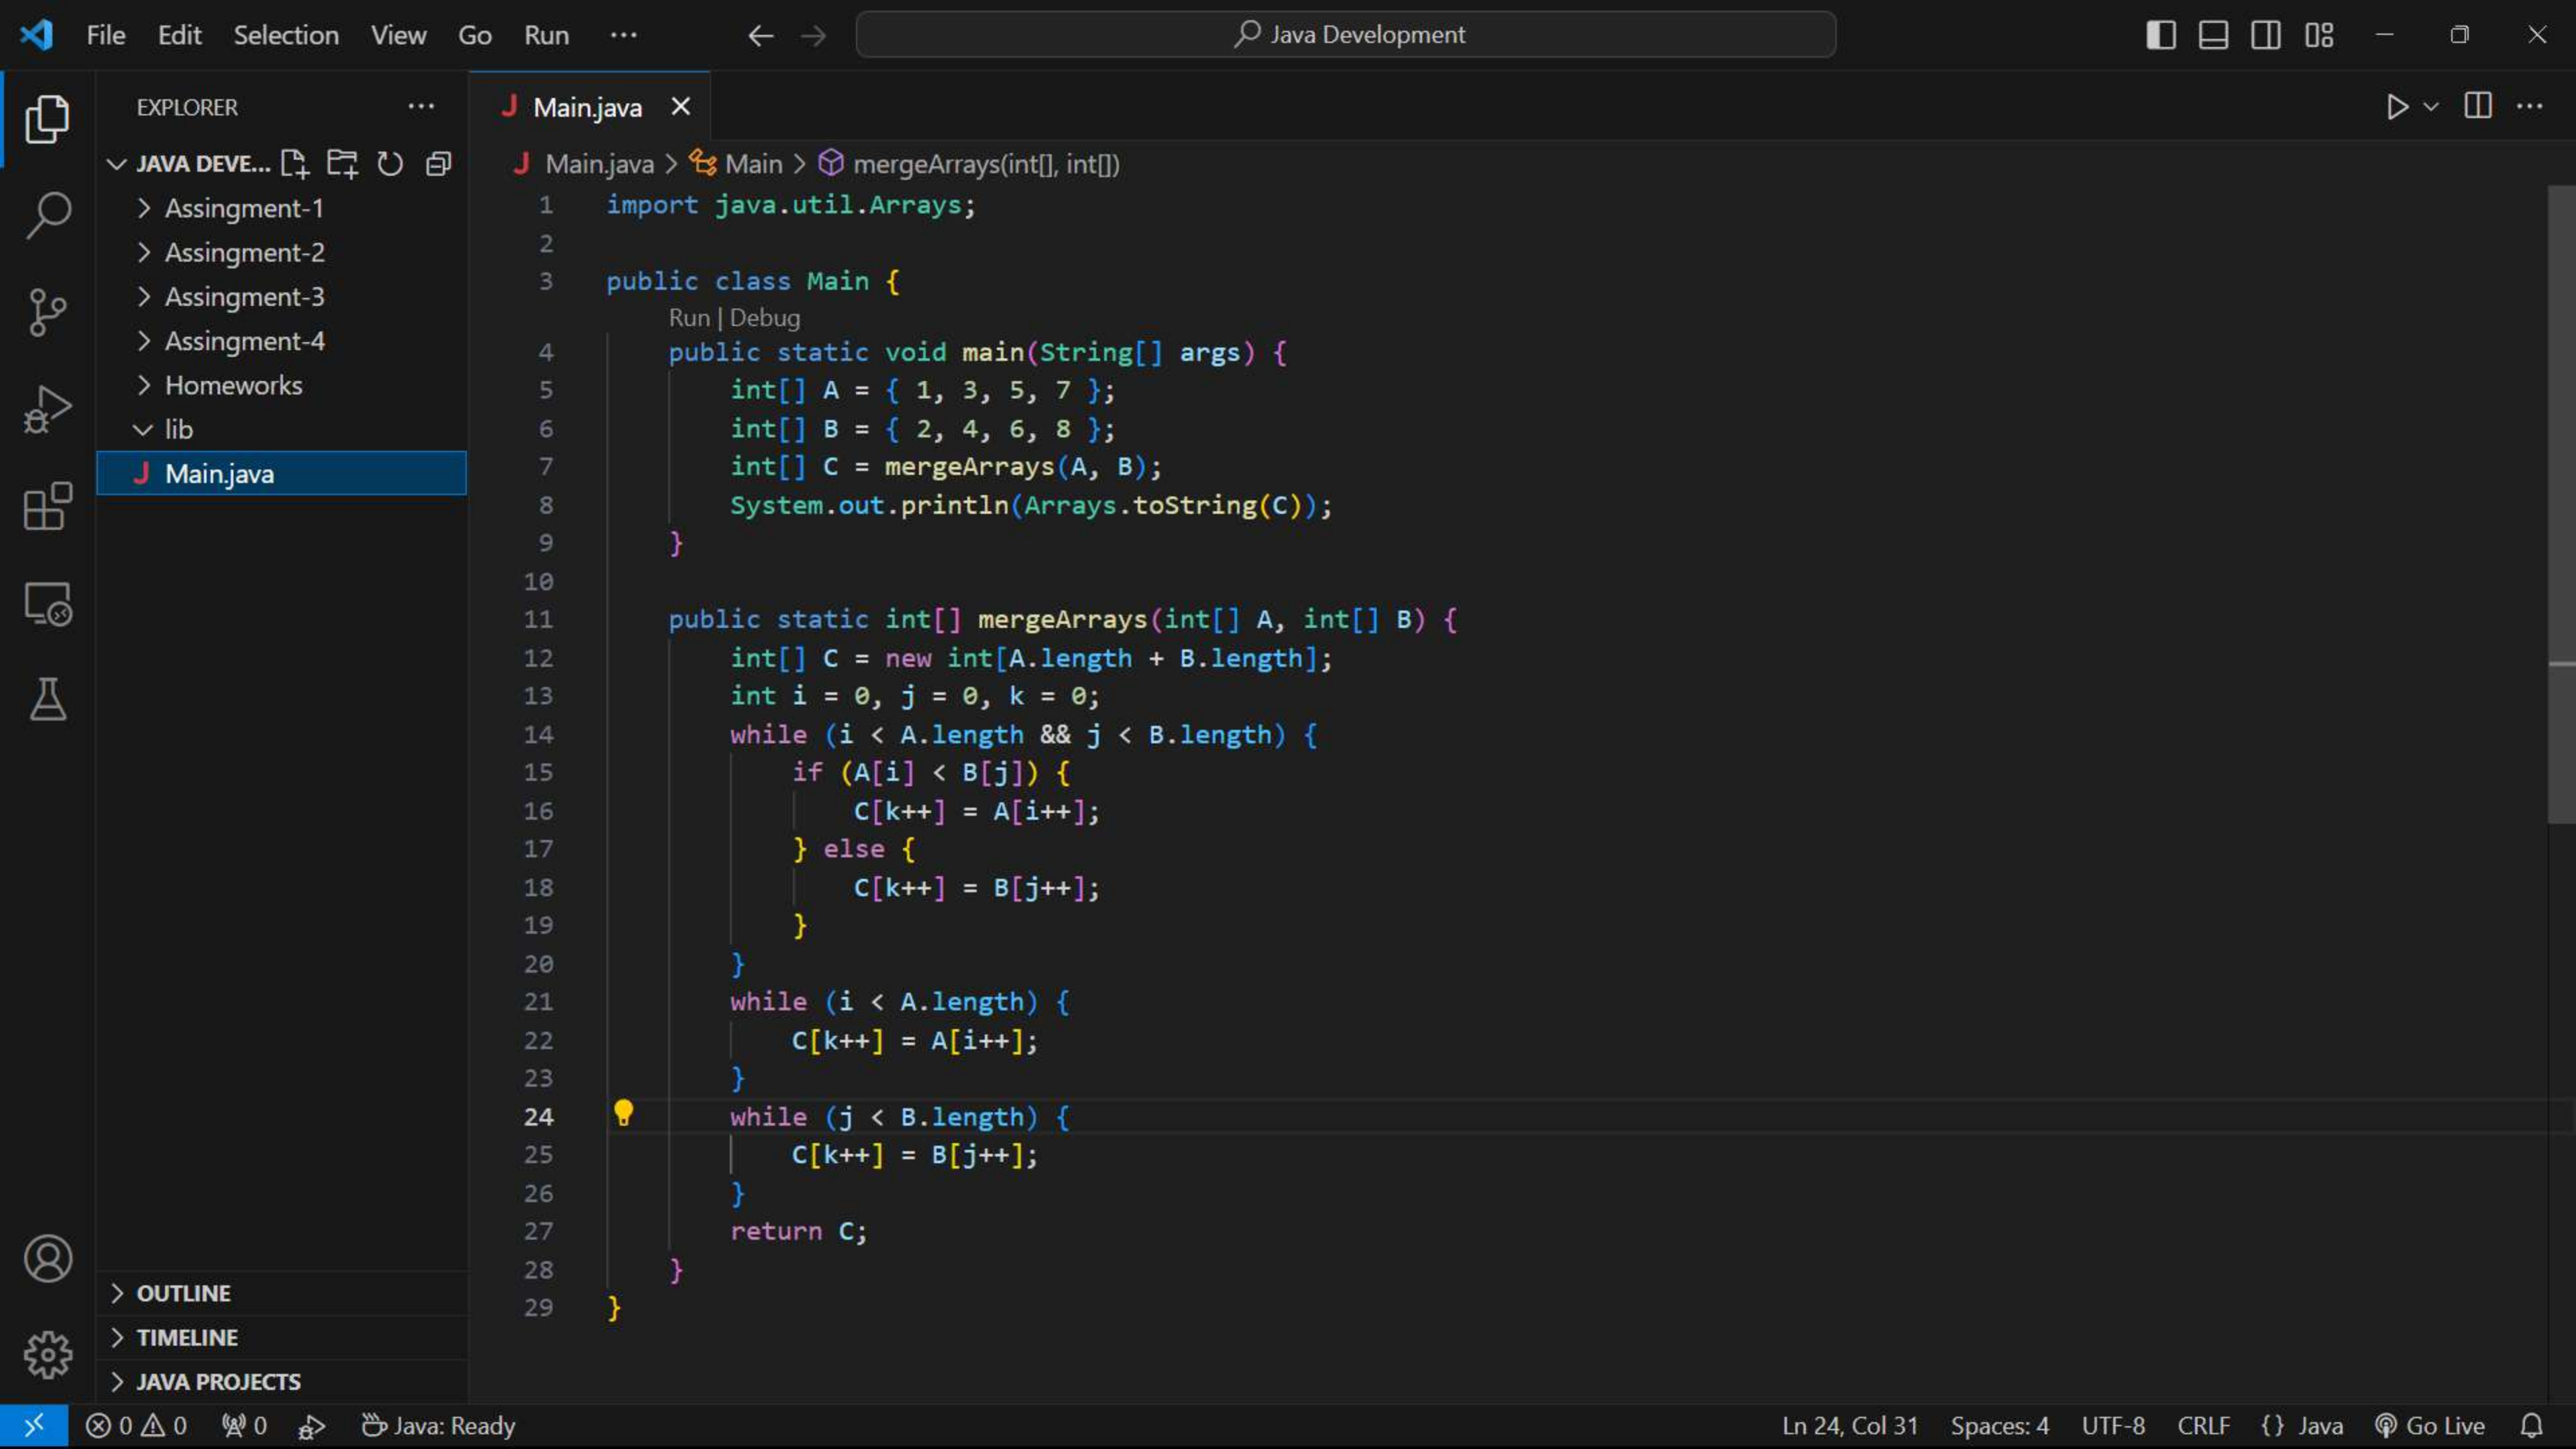 File Edit Selection View Go Run ··· Java Development
EXPLORER ···
JAVA DEVE...
Assingment-1
Assingment-2
Assingment-3
Assingment-4
Homeworks
lib
J Main.java
OUTLINE
TIMELINE
JAVA PROJECTS
J Main.java
J Main.java > Main > mergeArrays(int[], int[])
1 import java.util.Arrays;
2
3 public class Main {
Run | Debug
4     public static void main(String[] args) {
5         int[] A = { 1, 3, 5, 7 };
6         int[] B = { 2, 4, 6, 8 };
7         int[] C = mergeArrays(A, B);
8         System.out.println(Arrays.toString(C));
9     }
10
11     public static int[] mergeArrays(int[] A, int[] B) {
12         int[] C = new int[A.length + B.length];
13         int i = 0, j = 0, k = 0;
14         while (i < A.length && j < B.length) {
15             if (A[i] < B[j]) {
16                 C[k++] = A[i++];
17             } else {
18                 C[k++] = B[j++];
19             }
20         }
21         while (i < A.length) {
22             C[k++] = A[i++];
23         }
24         while (j < B.length) {
25             C[k++] = B[j++];
26         }
27         return C;
28     }
29 }
0 0 0 Java: Ready Ln 24, Col 31 Spaces: 4 UTF-8 CRLF {} Java Go Live